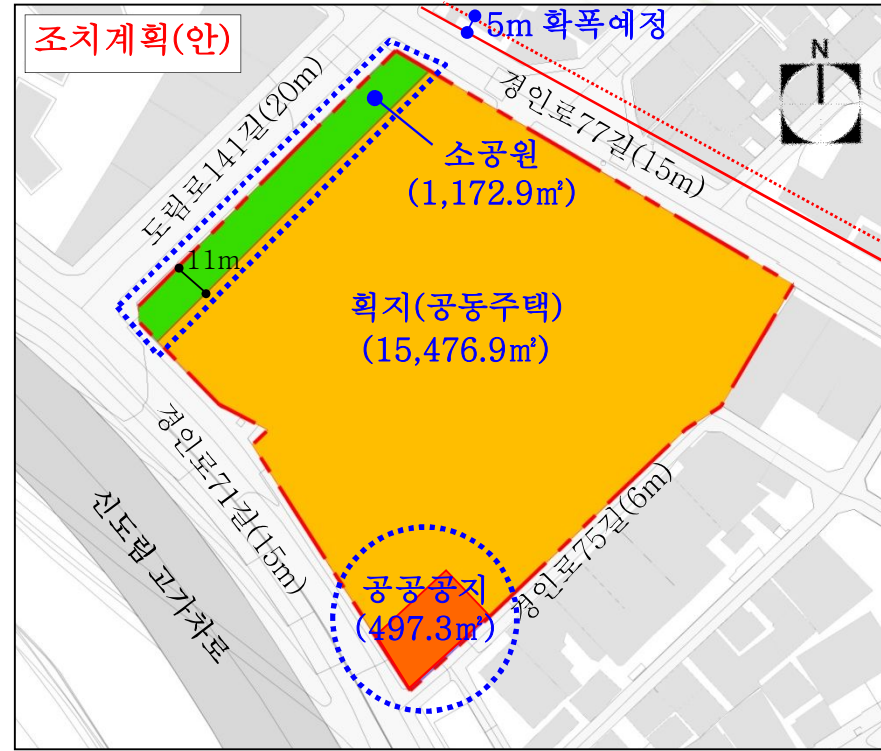 조치계획(안)
5m 확폭예정
N
경인로77길(15m)
도림로141길(20m)
소공원
(1,172.9㎡)
11m
획지(공동주택)
(15,476.9㎡)
경인로71길(15m)
신도림 고가차로
공공공지
(497.3㎡)
경인로75길(6m)